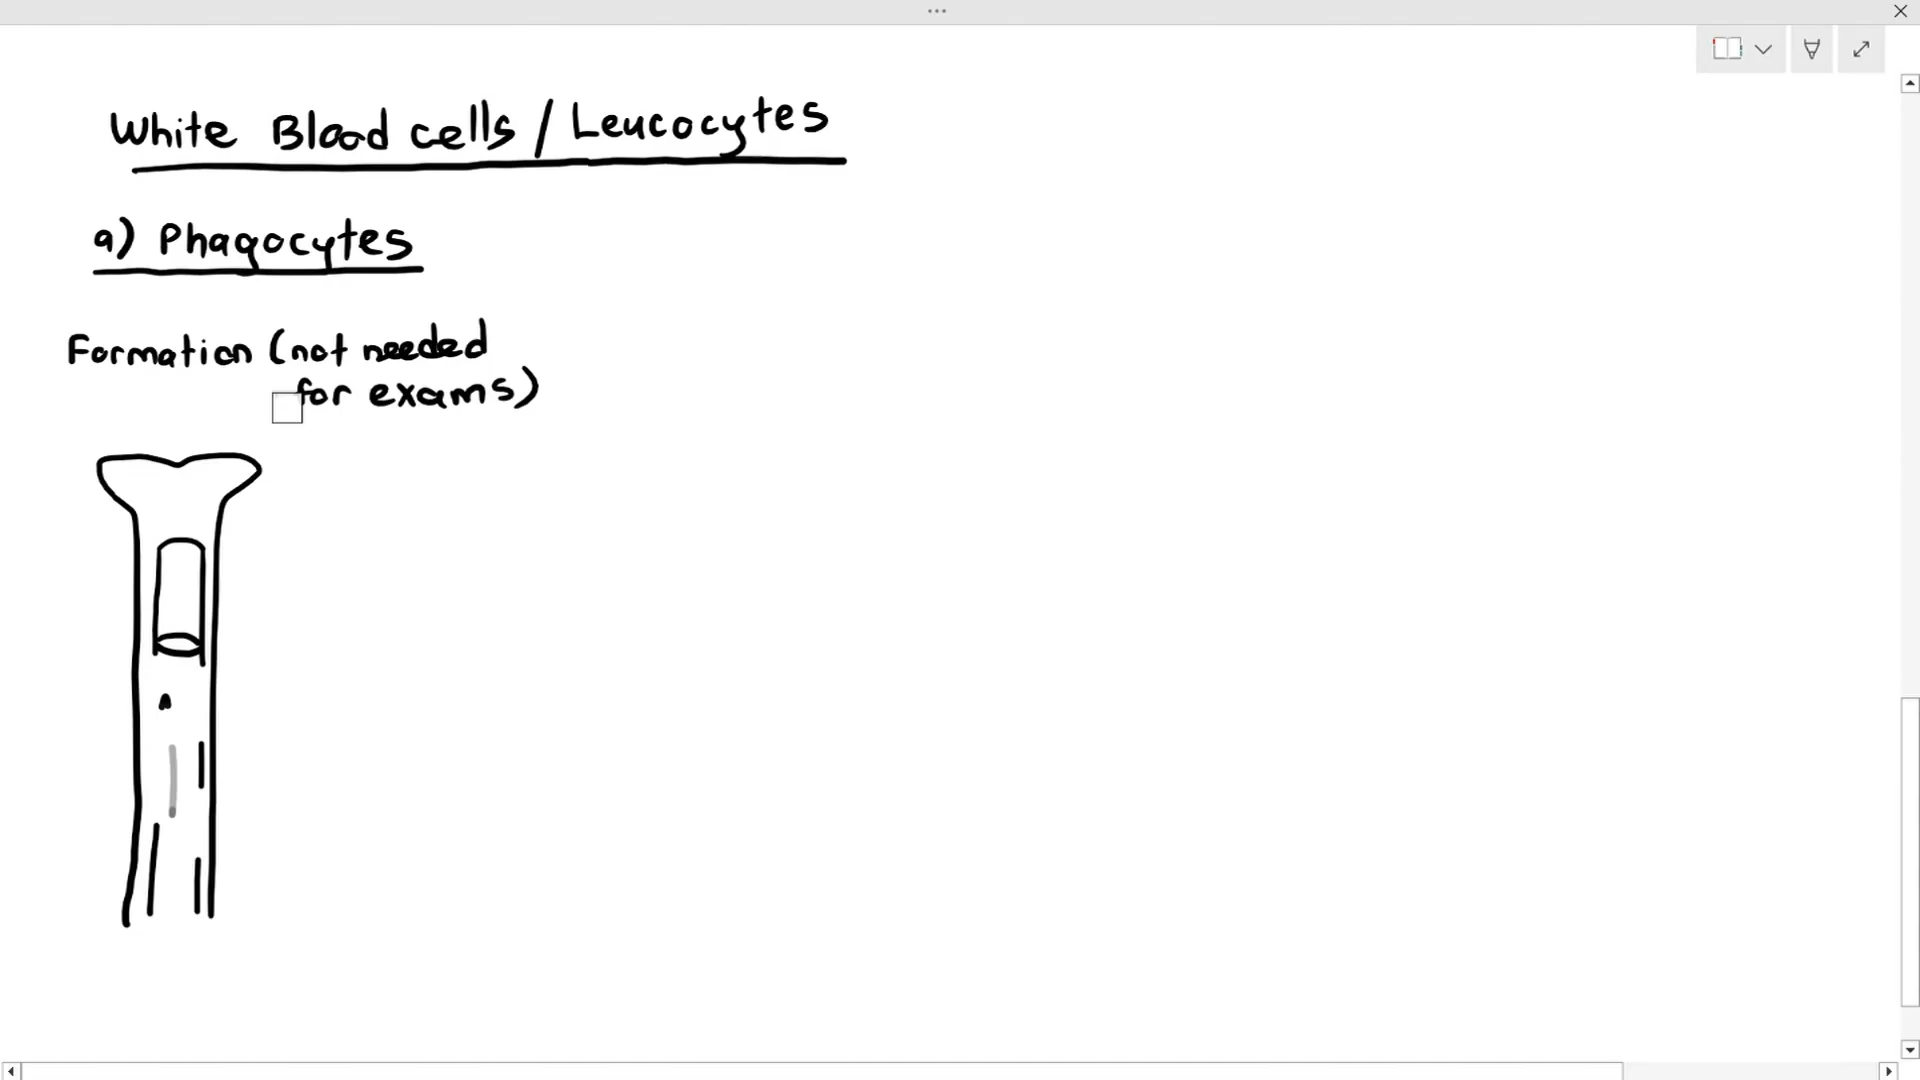 White Blood cells / Leucocytes
a) Phagocytes
Formation (not needed
for exams)